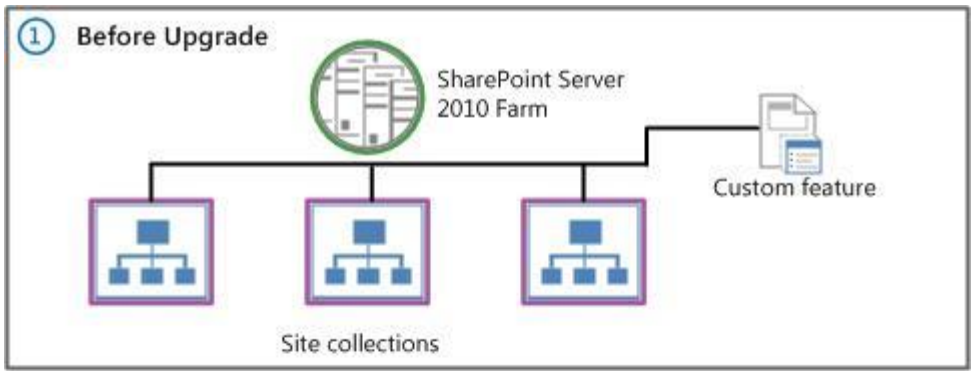 1 Before Upgrade
SharePoint Server
2010 Farm
Custom feature
Site collections